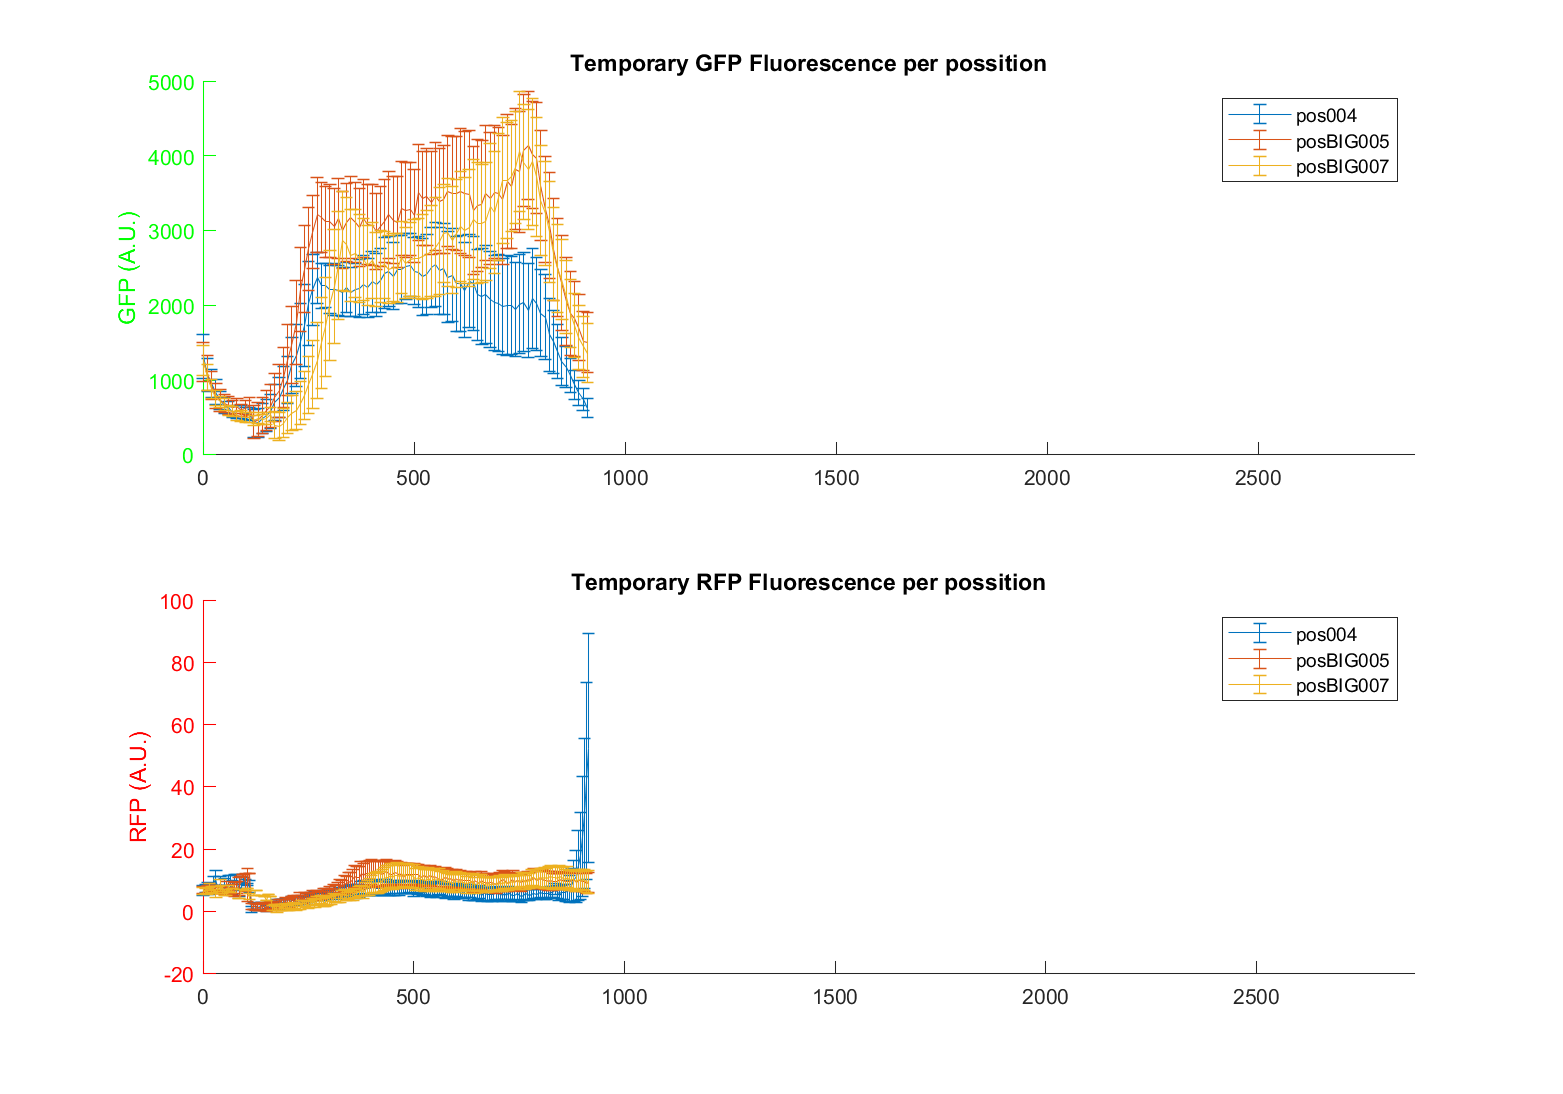 Temporary GFP Fluorescence per possition
5000
4000
3000
2000
1000
0
GFP (A.U.)
0 500 1000 1500 2000 2500
pos004
posBIG005
posBIG007
Temporary RFP Fluorescence per possition
100
80
60
40
20
0
-20
RFP (A.U.)
0 500 1000 1500 2000 2500
pos004
posBIG005
posBIG007